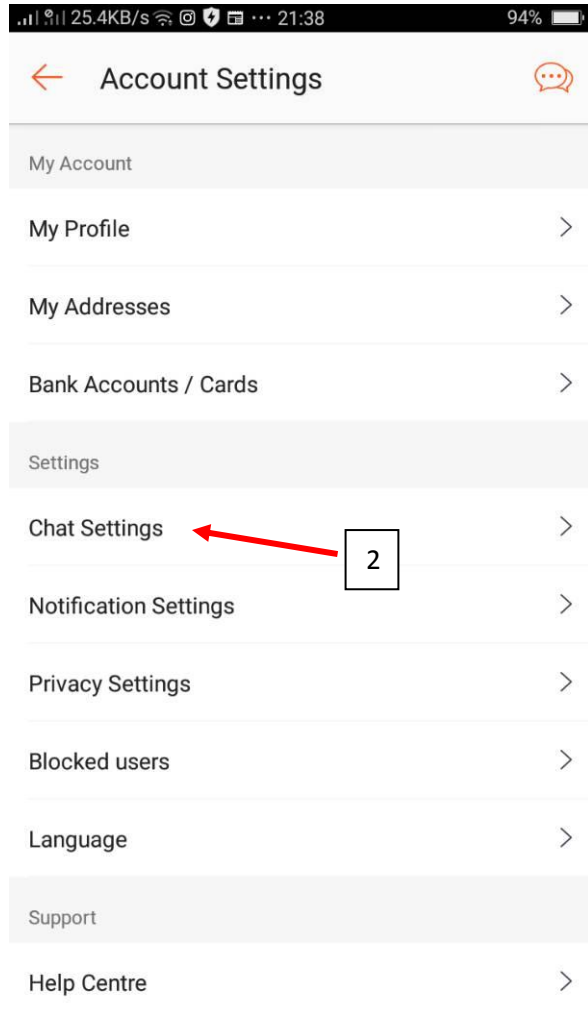 25.4KB/s ... 21:38 94%
Account Settings
My Account
My Profile
My Addresses
Bank Accounts / Cards
Settings
Chat Settings
2
Notification Settings
Privacy Settings
Blocked users
Language
Support
Help Centre